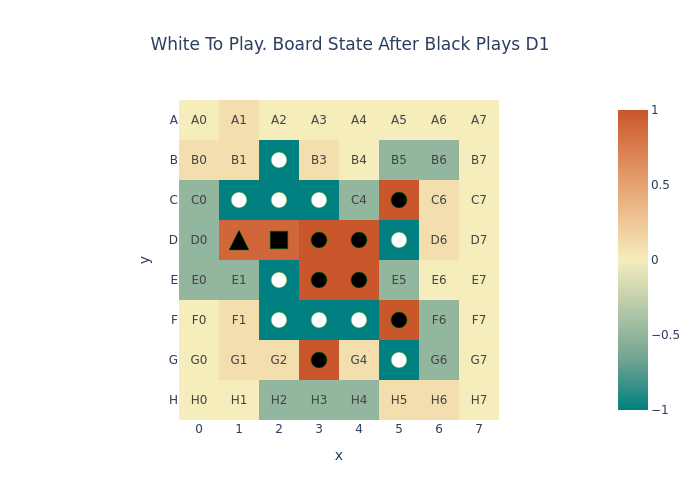 White To Play. Board State After Black Plays D1
A A0 A1 A2 A3 A4 A5 A6 A7
B B0 B1 B3 B4 B5 B6 B7
C C0 C4 C6 C7
D D0 D6 D7
E E0 E1 E5 E6 E7
F F0 F1 F6 F7
G G0 G1 G2 G4 G6 G7
H H0 H1 H2 H3 H4 H5 H6 H7
0 1 2 3 4 5 6 7
x
y
1
0.5
0
−0.5
−1